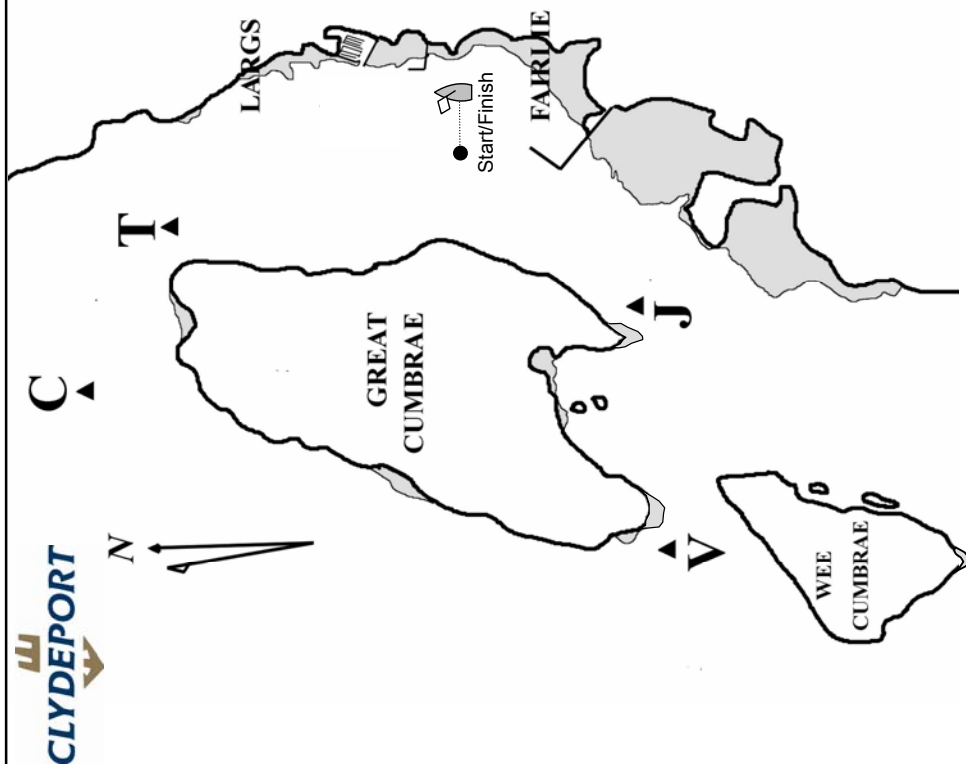 CLYDEPORT
N
C
T
LARGS
Start/Finish
FAIRLIE
GREAT
CUMBRAE
J
V
WEE
CUMBRAE